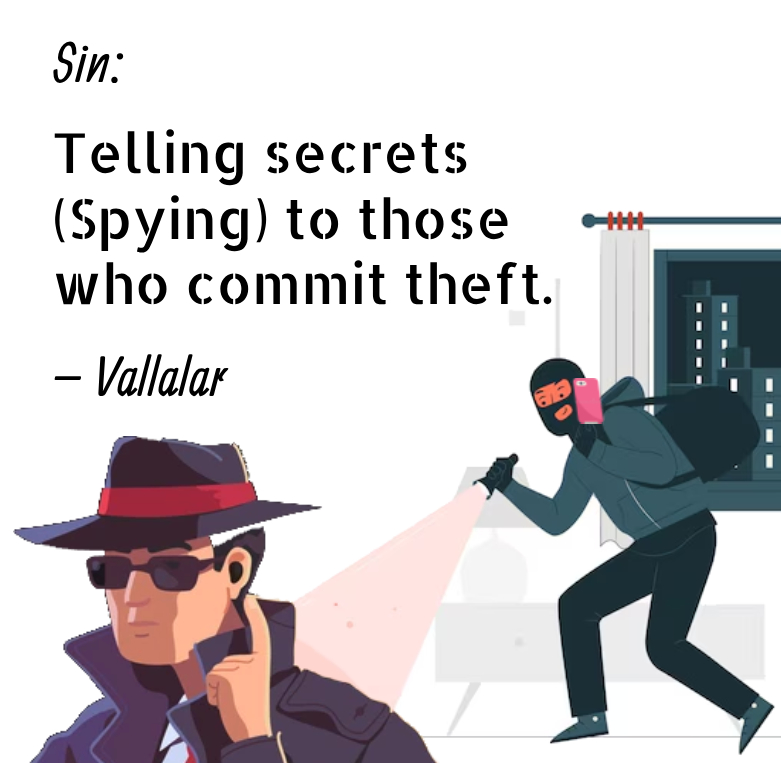 Sin:
Telling secrets
(Spying) to those
who commit theft.
– Vallalar